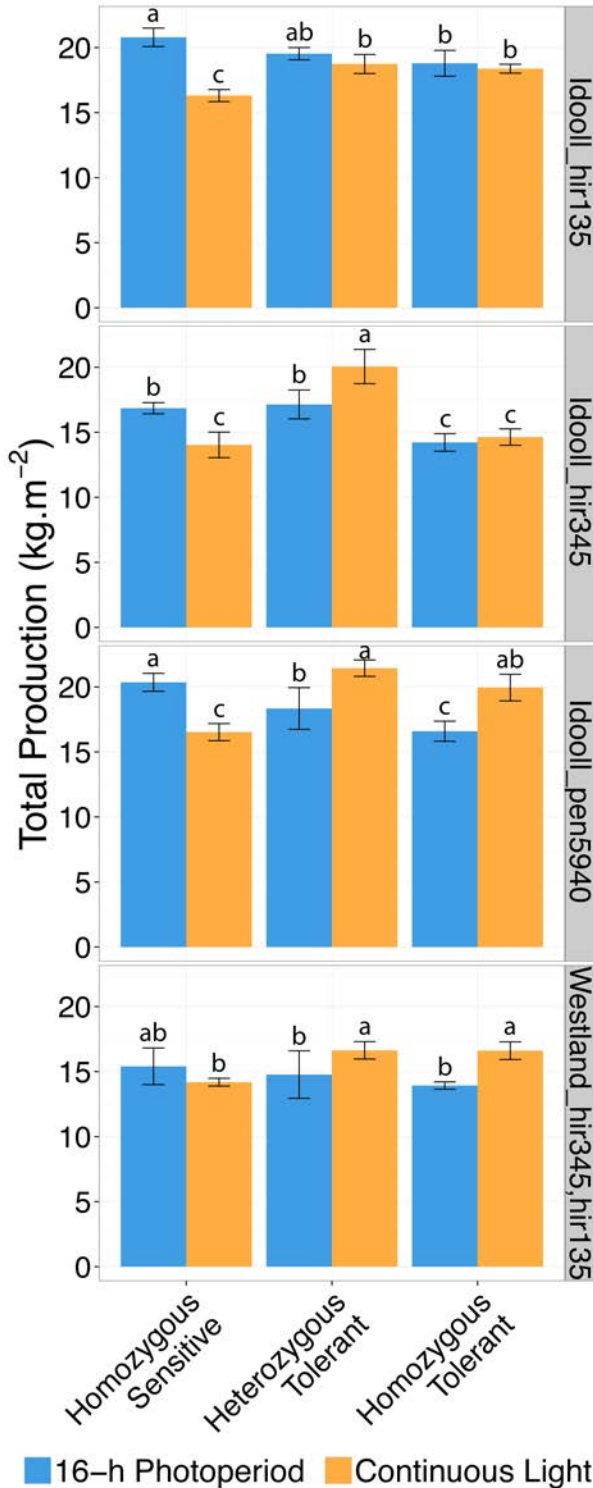 Total Production (kg.m−2)
a
c
ab
b
b
b
20
15
10
5
0
Idooll_hir135
b
c
b
a
c
c
20
15
10
5
0
Idooll_hir345
a
c
b
a
c
ab
20
15
10
5
0
Idooll_pen5940
ab
b
b
a
b
a
20
15
10
5
0
Westland_hir345,hir135
Homozygous
Sensitive
Heterozygous
Tolerant
Homozygous
Tolerant
16−h Photoperiod
Continuous Light